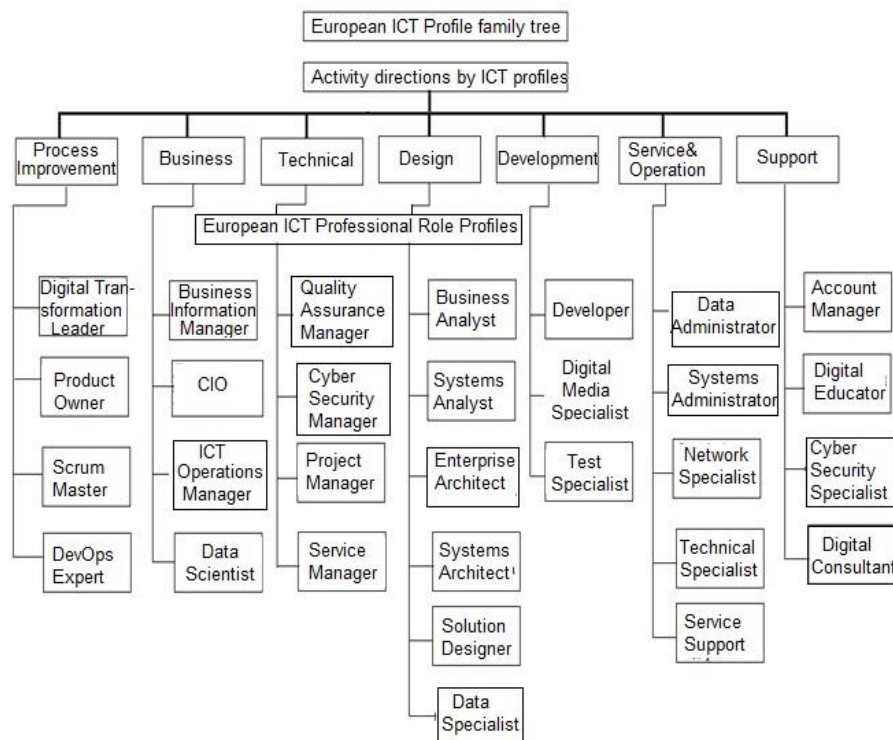 European ICT Profile family tree
Activity directions by ICT profiles
Process
Improvement
Business
Technical
Design
Development
Service&
Operation
Support
European ICT Professional Role Profiles
Digital Tran-
sformation
Leader
Product
Owner
Scrum
Master
DevOps
Expert
Business
Information
Manager
CIO
ICT
Operations
Manager
Data
Scientist
Quality
Assurance
Manager
Cyber
Security
Manager
Project
Manager
Service
Manager
Business
Analyst
Systems
Analyst
Enterprise
Architect
Systems
Architect
Solution
Designer
Data
Specialist
Developer
Digital
Media
Specialist
Test
Specialist
Data
Administrator
Systems
Administrator
Network
Specialist
Technical
Specialist
Service
Support
Account
Manager
Digital
Educator
Cyber
Security
Specialist
Digital
Consultant